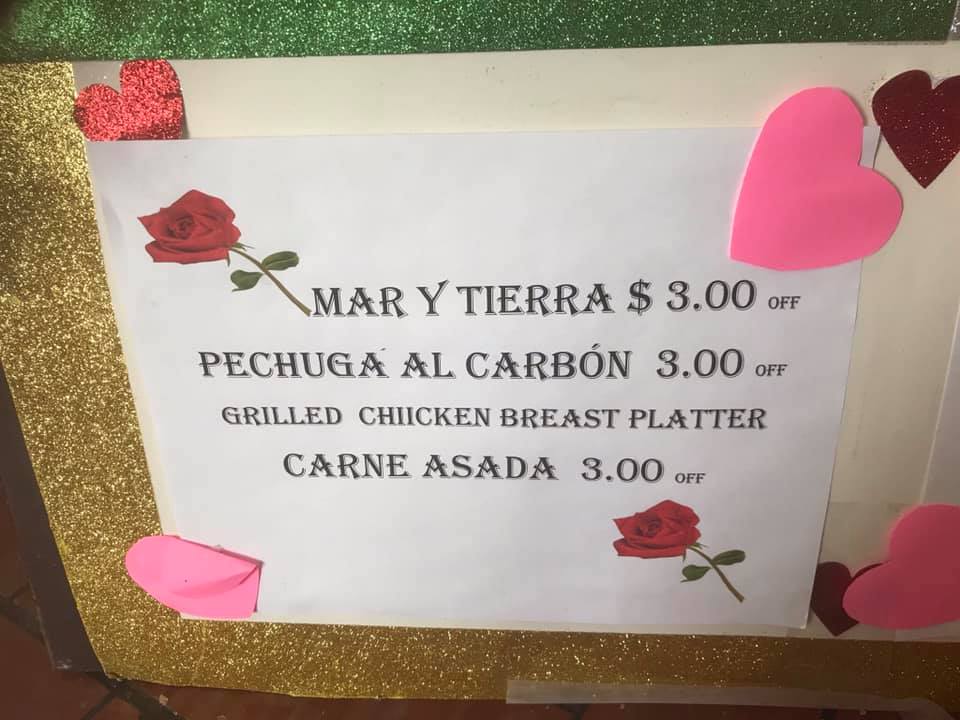 MAR Y TIERRA $ 3.00 OFF
PECHUGA´ AL CARBÓN 3.00 OFF
GRILLED CHIICKEN BREAST PLATTER
CARNE ASADA 3.00 OFF